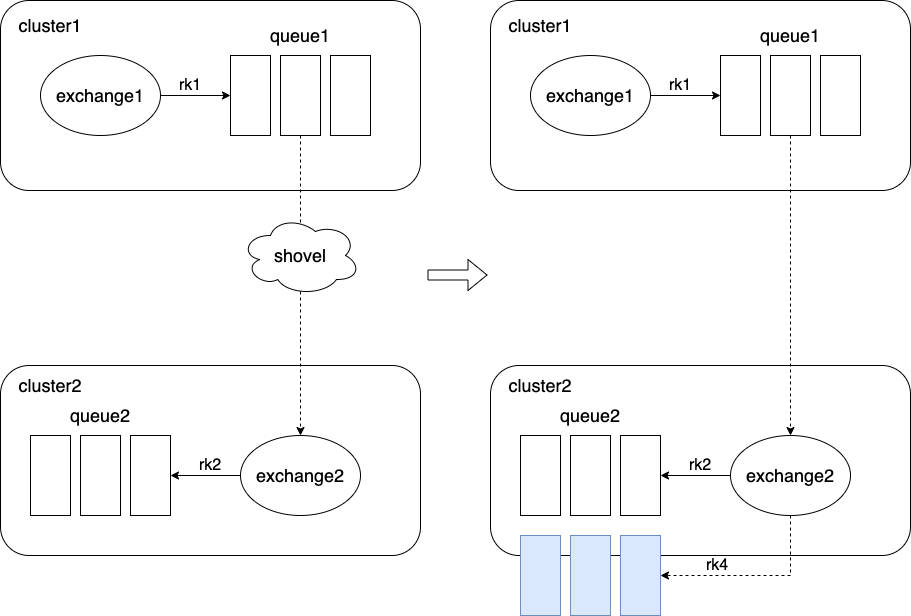 cluster1
queue1
exchange1
rk1
shovel
cluster2
queue2
rk2
exchange2
cluster1
queue1
exchange1
rk1
cluster2
queue2
rk2
exchange2
rk4